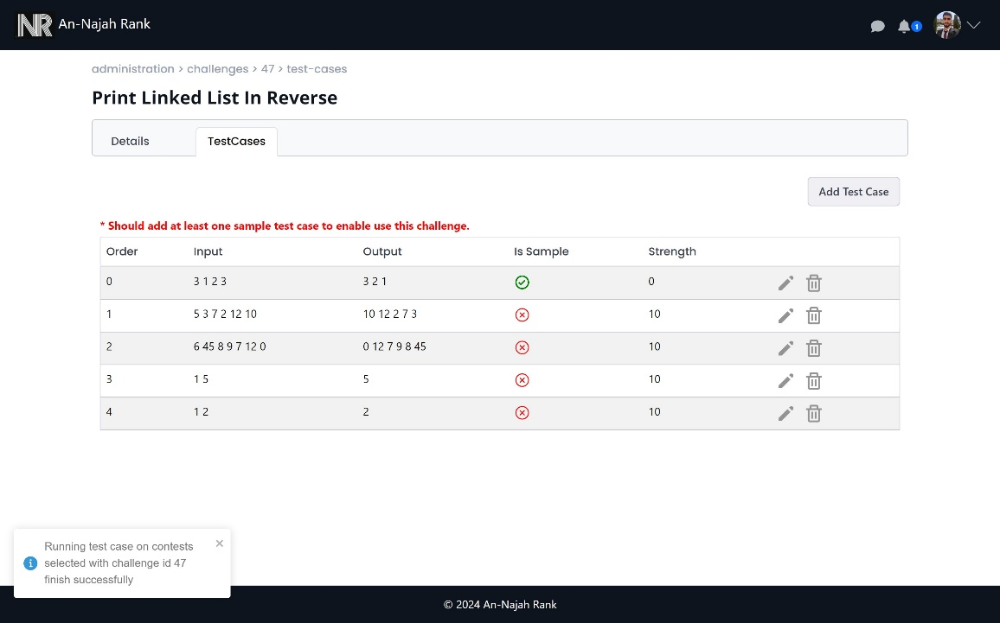 NR An-Najah Rank
1
administration > challenges > 47 > test-cases
Print Linked List In Reverse
Details TestCases
Add Test Case
* Should add at least one sample test case to enable use this challenge.
Order Input Output Is Sample Strength
0 3 1 2 3 3 2 1 0
1 5 3 7 2 12 10 10 12 2 7 3 10
2 6 45 8 9 7 12 0 0 12 7 9 8 45 10
3 1 5 5 10
4 1 2 2 10
Running test case on contests
selected with challenge id 47
finish successfully
© 2024 An-Najah Rank